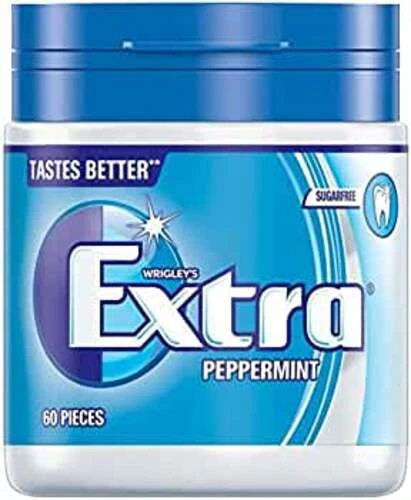 TASTES BETTER**
SUGARFREE
WRIGLEY'S
Extra®
PEPPERMINT
60 PIECES